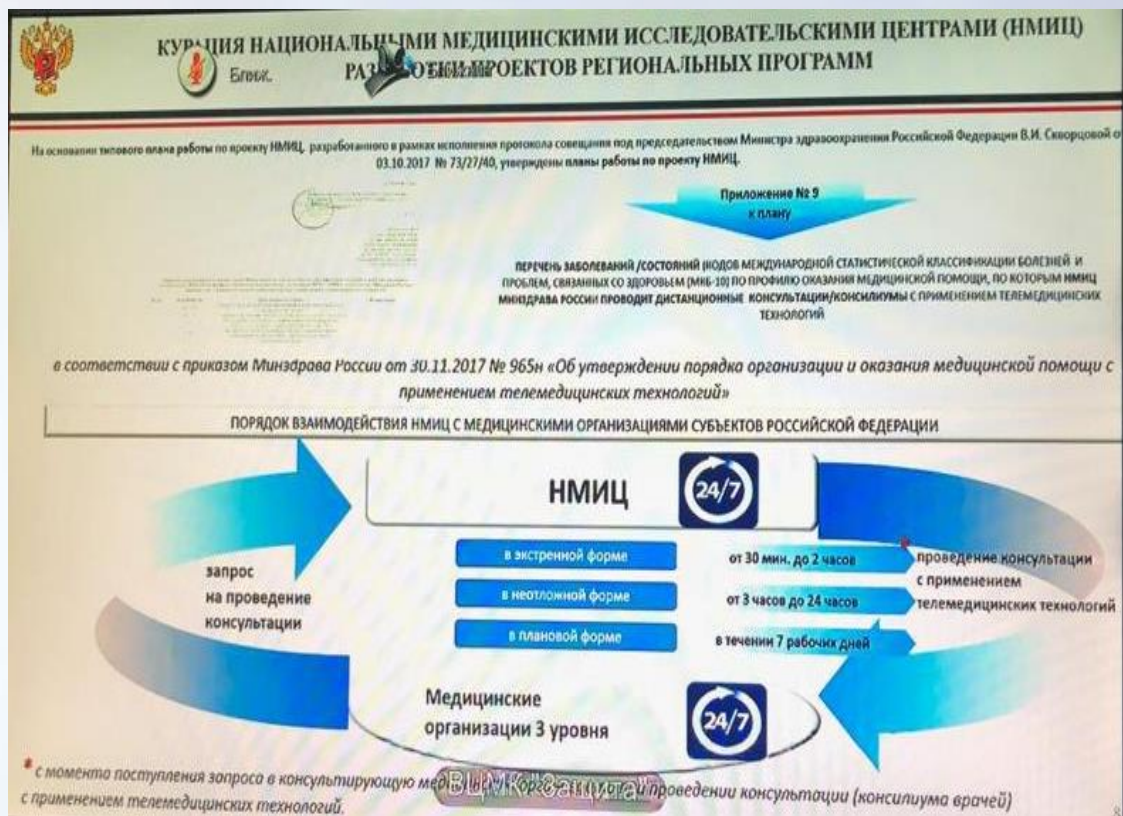 КУРАЦИЯ НАЦИОНАЛЬНЫМИ МЕДИЦИНСКИМИ ИССЛЕДОВАТЕЛЬСКИМИ ЦЕНТРАМИ (НМИЦ)
РАЗРАБОТКИ ПРОЕКТОВ РЕГИОНАЛЬНЫХ ПРОГРАММ
На основании типового плана работы по проекту НМИЦ, разработанного в рамках исполнения протокола совещания под председательством Министра здравоохранения Российской Федерации В.И. Скворцовой о
03.10.2017 № 73/27/40, утверждены планы работы по проекту НМИЦ.
Приложение № 9
к плану
ПЕРЕЧЕНЬ ЗАБОЛЕВАНИЙ /СОСТОЯНИЙ (КОДОВ МЕЖДУНАРОДНОЙ СТАТИСТИЧЕСКОЙ КЛАССИФИКАЦИИ БОЛЕЗНЕЙ И
ПРОБЛЕМ, СВЯЗАННЫХ СО ЗДОРОВЬЕМ (МКБ-10) ПО ПРОФИЛЮ ОКАЗАНИЯ МЕДИЦИНСКОЙ ПОМОЩИ, ПО КОТОРЫМ НМИЦ
МИНЗДРАВА РОССИИ ПРОВОДИТ ДИСТАНЦИОННЫЕ КОНСУЛЬТАЦИИ/КОНСИЛИУМЫ С ПРИМЕНЕНИЕМ ТЕЛЕМЕДИЦИНСКИХ
ТЕХНОЛОГИЙ
в соответствии с приказом Минздрава России от 30.11.2017 № 965н «Об утверждении порядка организации и оказания медицинской помощи с
применением телемедицинских технологий»
ПОРЯДОК ВЗАИМОДЕЙСТВИЯ НМИЦ С МЕДИЦИНСКИМИ ОРГАНИЗАЦИЯМИ СУБЪЕКТОВ РОССИЙСКОЙ ФЕДЕРАЦИИ
НМИЦ
24/7
запрос
на проведение
консультации
в экстренной форме
от 30 мин. до 2 часов
в неотложной форме
от 3 часов до 24 часов
в плановой форме
в течении 7 рабочих дней
* проведение консультации
с применением
телемедицинских технологий
Медицинские
организации 3 уровня
24/7
* с момента поступления запроса в консультирующую проведении консультации (консилиума врачей)
с применением телемедицинских технологий.
ВЦМК "Защита"